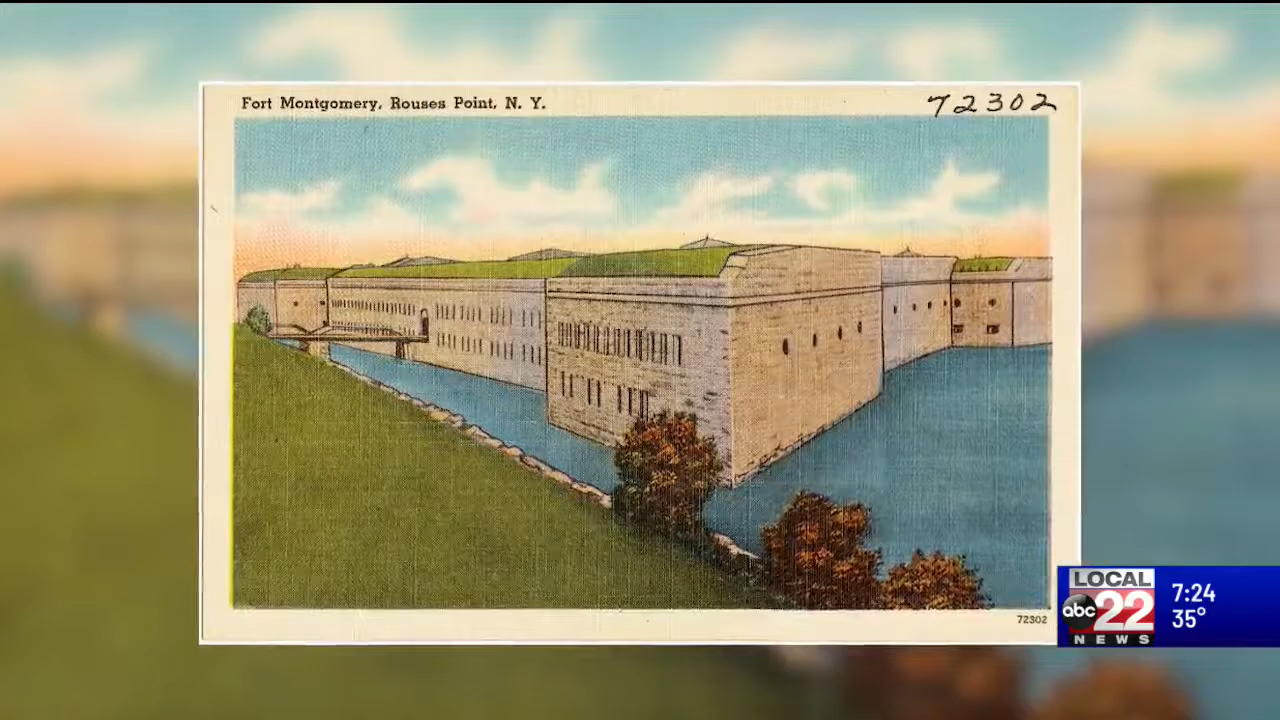 Fort Montgomery, Rouses Point, N. Y.
72302
72302
LOCAL
abc 22
NEWS
7:24
35°